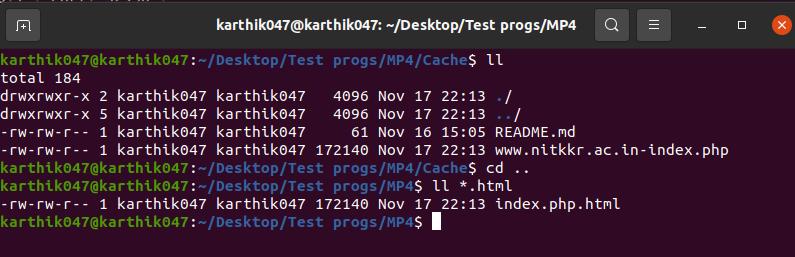 karthik047@karthik047: ~/Desktop/Test progs/MP4
karthik047@karthik047:~/Desktop/Test progs/MP4/Cache$ ll
total 184
drwxrwxr-x 2 karthik047 karthik047   4096 Nov 17 22:13 ./
drwxrwxr-x 5 karthik047 karthik047   4096 Nov 17 22:13 ../
-rw-rw-r-- 1 karthik047 karthik047     61 Nov 16 15:05 README.md
-rw-rw-r-- 1 karthik047 karthik047 172140 Nov 17 22:13 www.nitkkr.ac.in-index.php
karthik047@karthik047:~/Desktop/Test progs/MP4/Cache$ cd ..
karthik047@karthik047:~/Desktop/Test progs/MP4$ ll *.html
-rw-rw-r-- 1 karthik047 karthik047 172140 Nov 17 22:13 index.php.html
karthik047@karthik047:~/Desktop/Test progs/MP4$